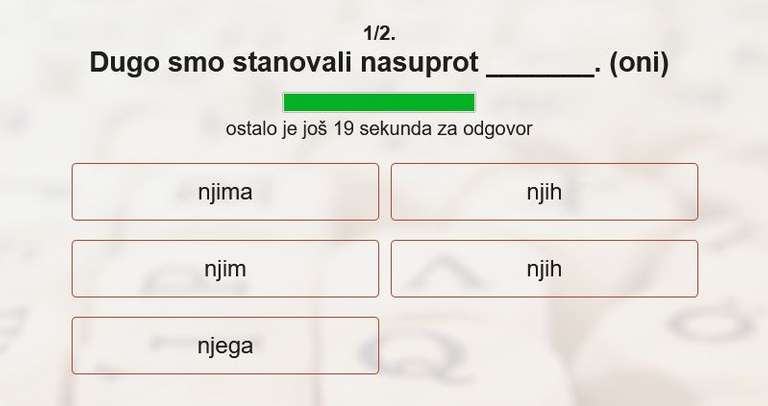 1/2.
Dugo smo stanovali nasuprot _______. (oni)
ostalo je još 19 sekunda za odgovor
njima
njih
njim
njih
njega